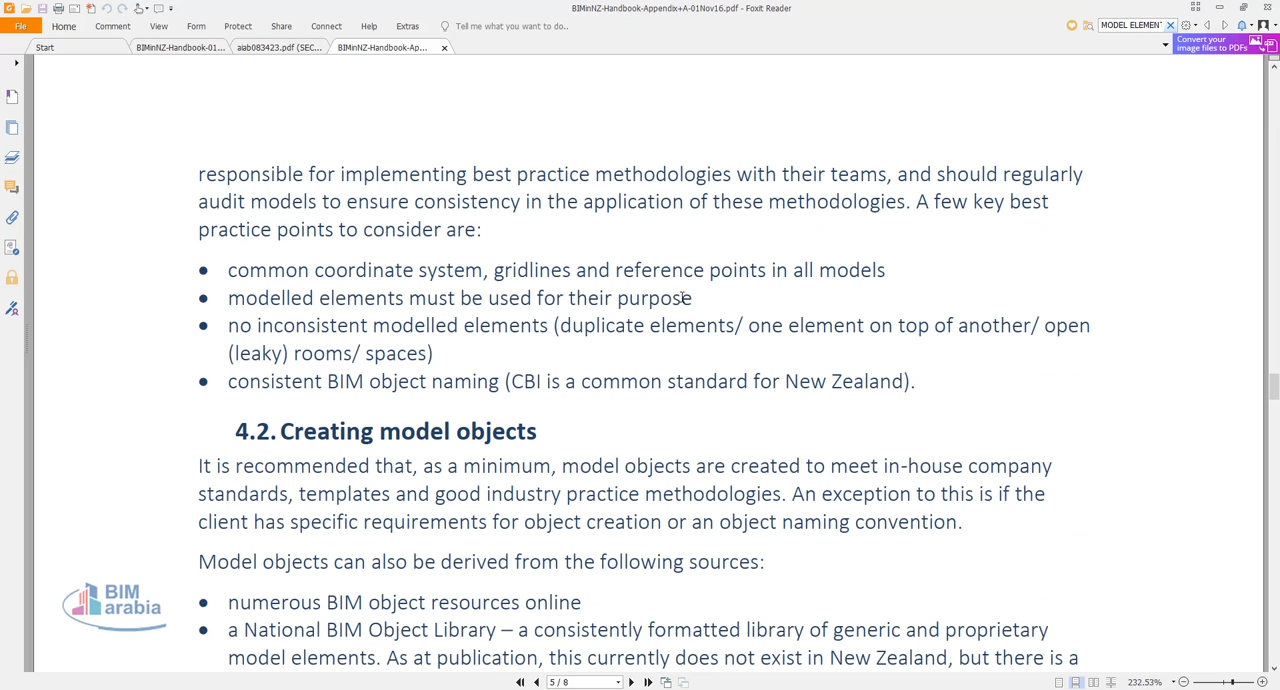 BIMinNZ-Handbook-Appendix+A-01Nov16.pdf - Foxit Reader
File Home Comment View Form Protect Share Connect Help Extras Tell me what you want to do.. MODEL ELEMEN
Start BIMinNZ-Handbook-01... aiab083423.pdf (SEC... BIMinNZ-Handbook-Ap...
Convert your
image files to PDFs
responsible for implementing best practice methodologies with their teams, and should regularly
audit models to ensure consistency in the application of these methodologies. A few key best
practice points to consider are:
● common coordinate system, gridlines and reference points in all models
● modelled elements must be used for their purpose
● no inconsistent modelled elements (duplicate elements/ one element on top of another/ open
(leaky) rooms/ spaces)
● consistent BIM object naming (CBI is a common standard for New Zealand).
4.2. Creating model objects
It is recommended that, as a minimum, model objects are created to meet in-house company
standards, templates and good industry practice methodologies. An exception to this is if the
client has specific requirements for object creation or an object naming convention.
Model objects can also be derived from the following sources:
● numerous BIM object resources online
● a National BIM Object Library – a consistently formatted library of generic and proprietary
model elements. As at publication, this currently does not exist in New Zealand, but there is a
BIM
arabia
5 / 8
232.53%